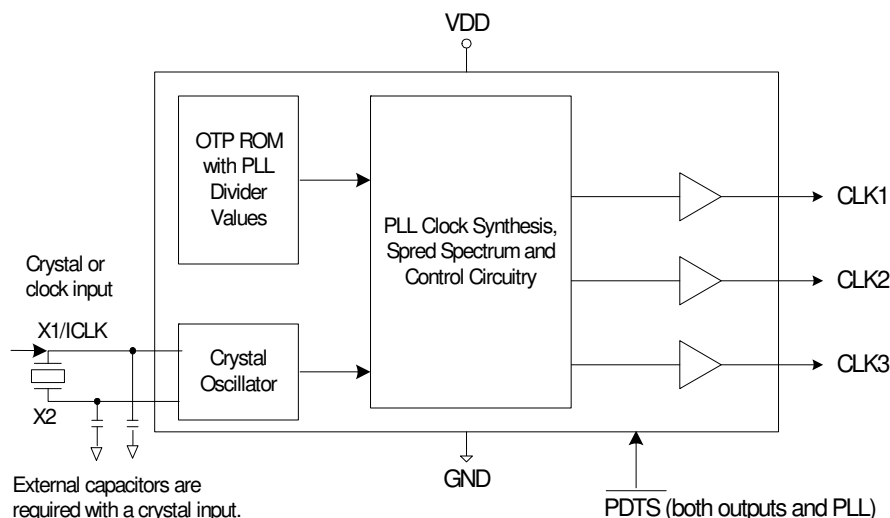 VDD
OTP ROM
with PLL
Divider
Values
PLL Clock Synthesis,
Spred Spectrum and
Control Circuitry
CLK1
CLK2
CLK3
Crystal or
clock input
X1/ICLK
X2
Crystal
Oscillator
External capacitors are
required with a crystal input.
GND
PDTS (both outputs and PLL)